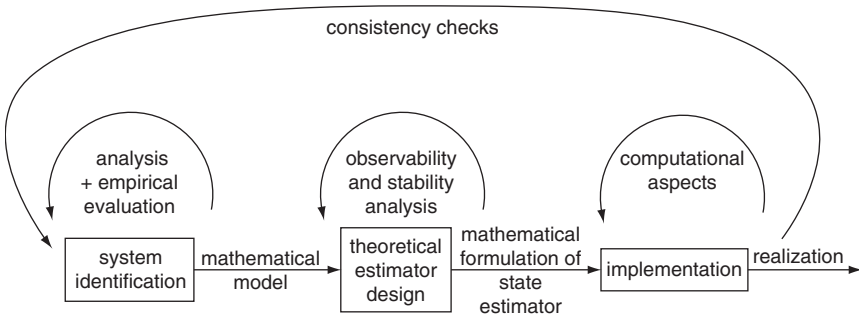 consistency checks
analysis
+ empirical
evaluation
observability
and stability
analysis
computational
aspects
system
identification
mathematical
model
theoretical
estimator
design
mathematical
formulation of
state
estimator
implementation
realization